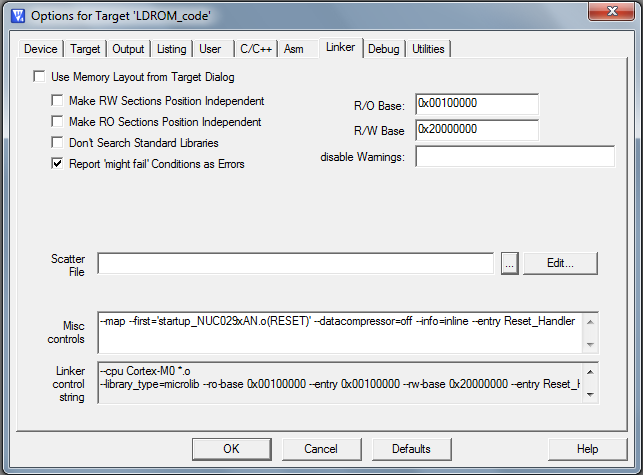 Options for Target 'LDROM_code'
Device Target Output Listing User C/C++ Asm Linker Debug Utilities
Use Memory Layout from Target Dialog
Make RW Sections Position Independent
R/O Base: 0x00100000
Make RO Sections Position Independent
R/W Base 0x20000000
Don't Search Standard Libraries
disable Warnings:
Report 'might fail' Conditions as Errors
Scatter
File
... Edit...
Misc
controls
--map --first='startup_NUC029xAN.o(RESET)' --datacompressor=off --info=inline --entry Reset_Handler
Linker
control
string
--cpu Cortex-M0 *.o
--library_type=microlib --ro-base 0x00100000 --entry 0x00100000 --rw-base 0x20000000 --entry Reset_
OK Cancel Defaults Help